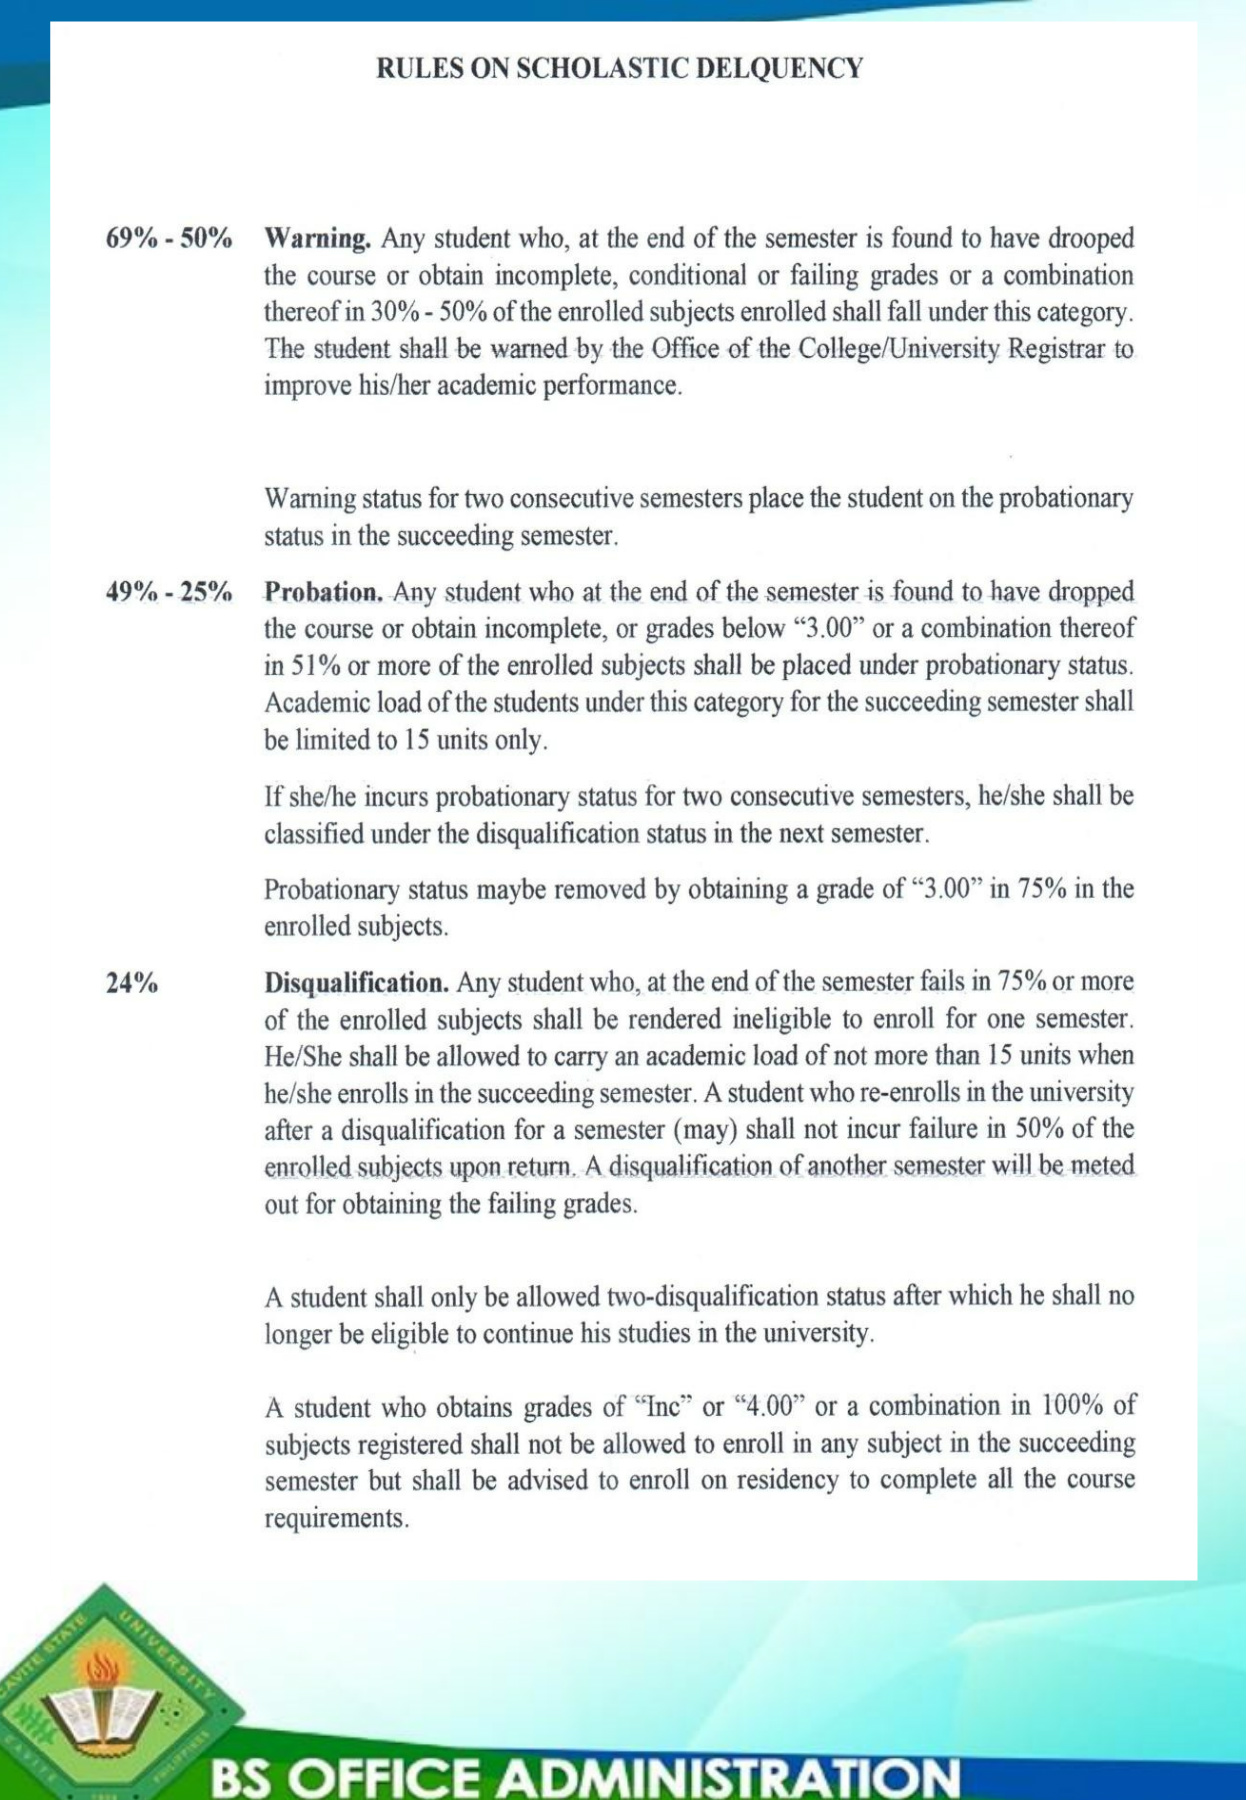 RULES ON SCHOLASTIC DELQUENCY
69% - 50% Warning. Any student who, at the end of the semester is found to have drooped
the course or obtain incomplete, conditional or failing grades or a combination
thereof in 30% - 50% of the enrolled subjects enrolled shall fall under this category.
The student shall be warned by the Office of the College/University Registrar to
improve his/her academic performance.
Warning status for two consecutive semesters place the student on the probationary
status in the succeeding semester.
49% - 25% Probation. Any student who at the end of the semester is found to have dropped
the course or obtain incomplete, or grades below “3.00” or a combination thereof
in 51% or more of the enrolled subjects shall be placed under probationary status.
Academic load of the students under this category for the succeeding semester shall
be limited to 15 units only.
If she/he incurs probationary status for two consecutive semesters, he/she shall be
classified under the disqualification status in the next semester.
Probationary status maybe removed by obtaining a grade of “3.00” in 75% in the
enrolled subjects.
24% Disqualification. Any student who, at the end of the semester fails in 75% or more
of the enrolled subjects shall be rendered ineligible to enroll for one semester.
He/She shall be allowed to carry an academic load of not more than 15 units when
he/she enrolls in the succeeding semester. A student who re-enrolls in the university
after a disqualification for a semester (may) shall not incur failure in 50% of the
enrolled subjects upon return. A disqualification of another semester will be meted
out for obtaining the failing grades.
A student shall only be allowed two-disqualification status after which he shall no
longer be eligible to continue his studies in the university.
A student who obtains grades of “Inc” or “4.00” or a combination in 100% of
subjects registered shall not be allowed to enroll in any subject in the succeeding
semester but shall be advised to enroll on residency to complete all the course
requirements.
CAVITE STATE UNIVERSITY
CAVITE PHILIPPINES
BS OFFICE ADMINISTRATION